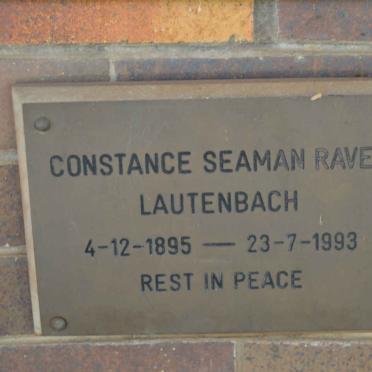 CONSTANCE SEAMAN RAVE
LAUTENBACH
4-12-1895 — 23-7-1993
REST IN PEACE